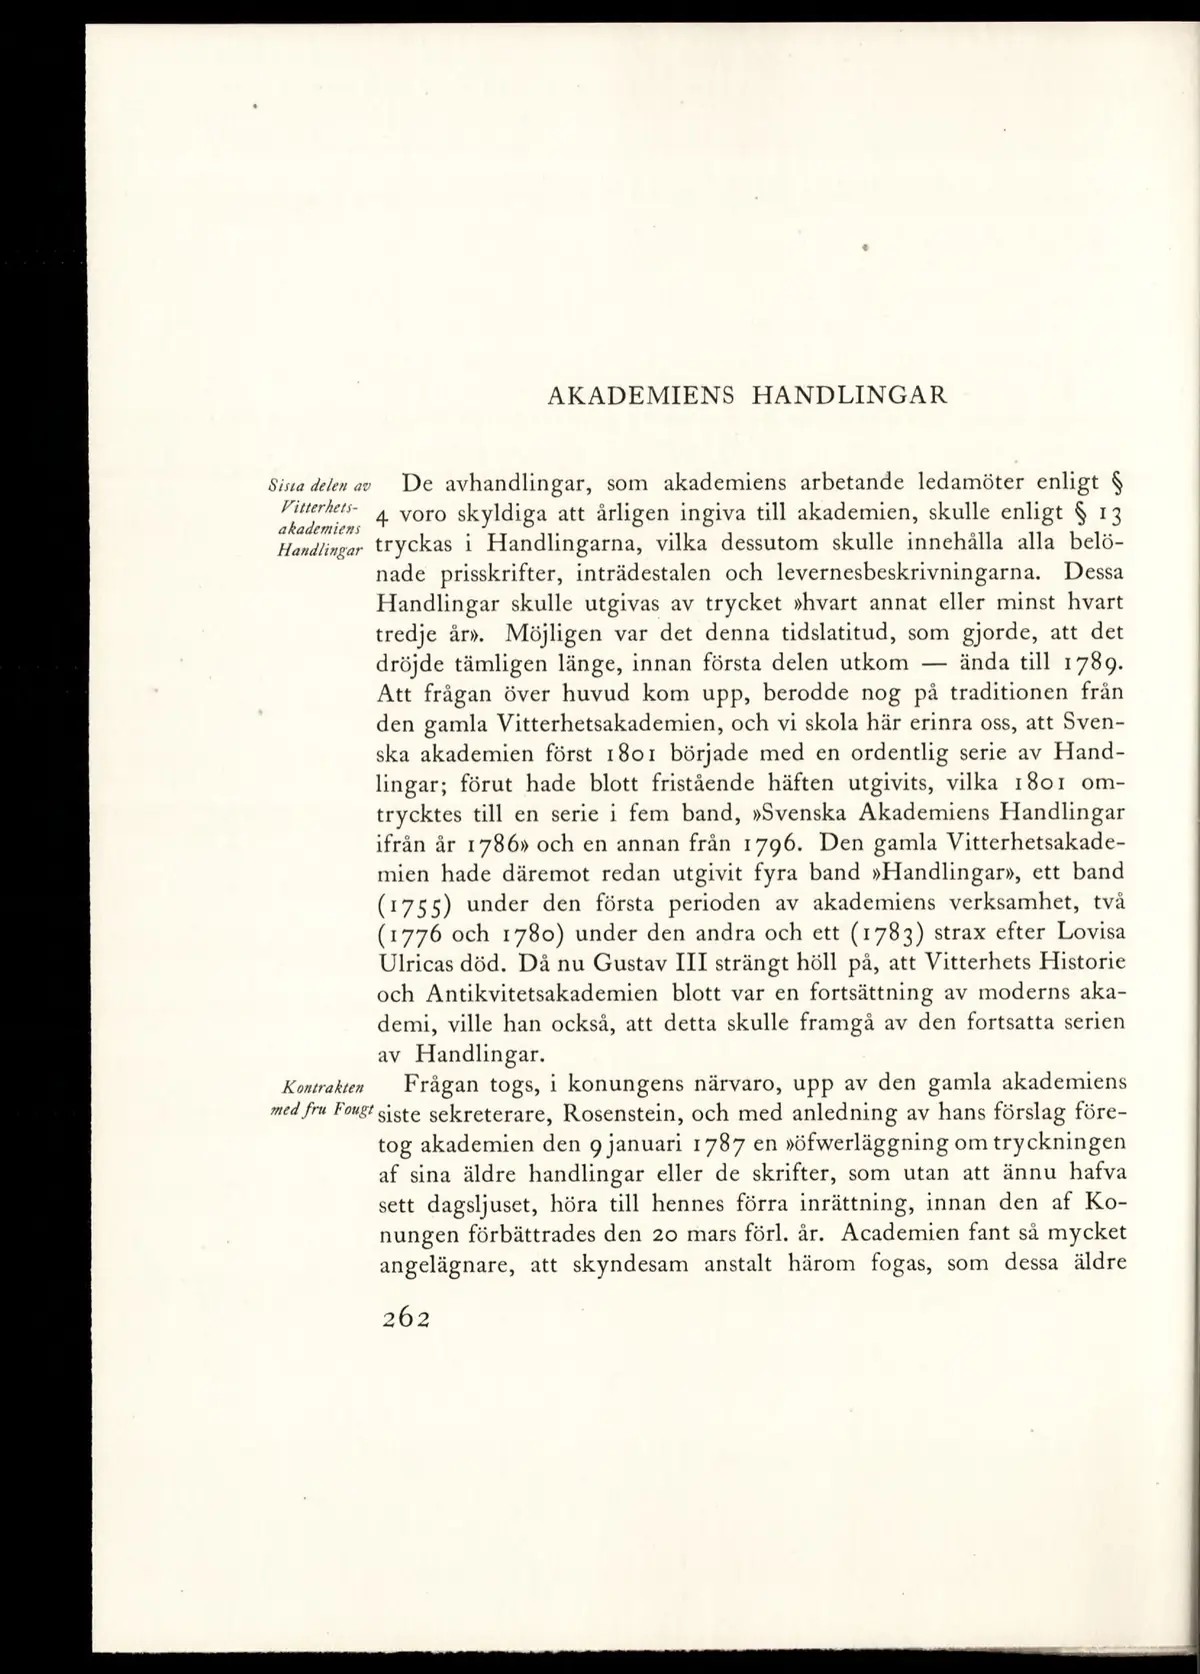 AKADEMIENS HANDLINGAR
Sista delen av
Vitterhets-
akademiens
Handlingar
De avhandlingar, som akademiens arbetande ledamöter enligt §
4 voro skyldiga att årligen ingiva till akademien, skulle enligt § 13
tryckas i Handlingarna, vilka dessutom skulle innehålla alla belö-
nade prisskrifter, inträdestalen och levernesbeskrivningarna. Dessa
Handlingar skulle utgivas av trycket »hvart annat eller minst hvart
tredje år». Möjligen var det denna tidslatitud, som gjorde, att det
dröjde tämligen länge, innan första delen utkom — ända till 1789.
Att frågan över huvud kom upp, berodde nog på traditionen från
den gamla Vitterhetsakademien, och vi skola här erinra oss, att Sven-
ska akademien först 1801 började med en ordentlig serie av Hand-
lingar; förut hade blott fristående häften utgivits, vilka 1801 om-
trycktes till en serie i fem band, »Svenska Akademiens Handlingar
ifrån år 1786» och en annan från 1796. Den gamla Vitterhetsakade-
mien hade däremot redan utgivit fyra band »Handlingar», ett band
(1755) under den första perioden av akademiens verksamhet, två
(1776 och 1780) under den andra och ett (1783) strax efter Lovisa
Ulricas död. Då nu Gustav III strängt höll på, att Vitterhets Historie
och Antikvitetsakademien blott var en fortsättning av moderns aka-
demi, ville han också, att detta skulle framgå av den fortsatta serien
av Handlingar.
Kontrakten
med fru Fougt
Frågan togs, i konungens närvaro, upp av den gamla akademiens
siste sekreterare, Rosenstein, och med anledning av hans förslag före-
tog akademien den 9 januari 1787 en »öfwerläggning om tryckningen
af sina äldre handlingar eller de skrifter, som utan att ännu hafva
sett dagsljuset, höra till hennes förra inrättning, innan den af Ko-
nungen förbättrades den 20 mars förl. år. Academien fant så mycket
angelägnare, att skyndesam anstalt härom fogas, som dessa äldre
262